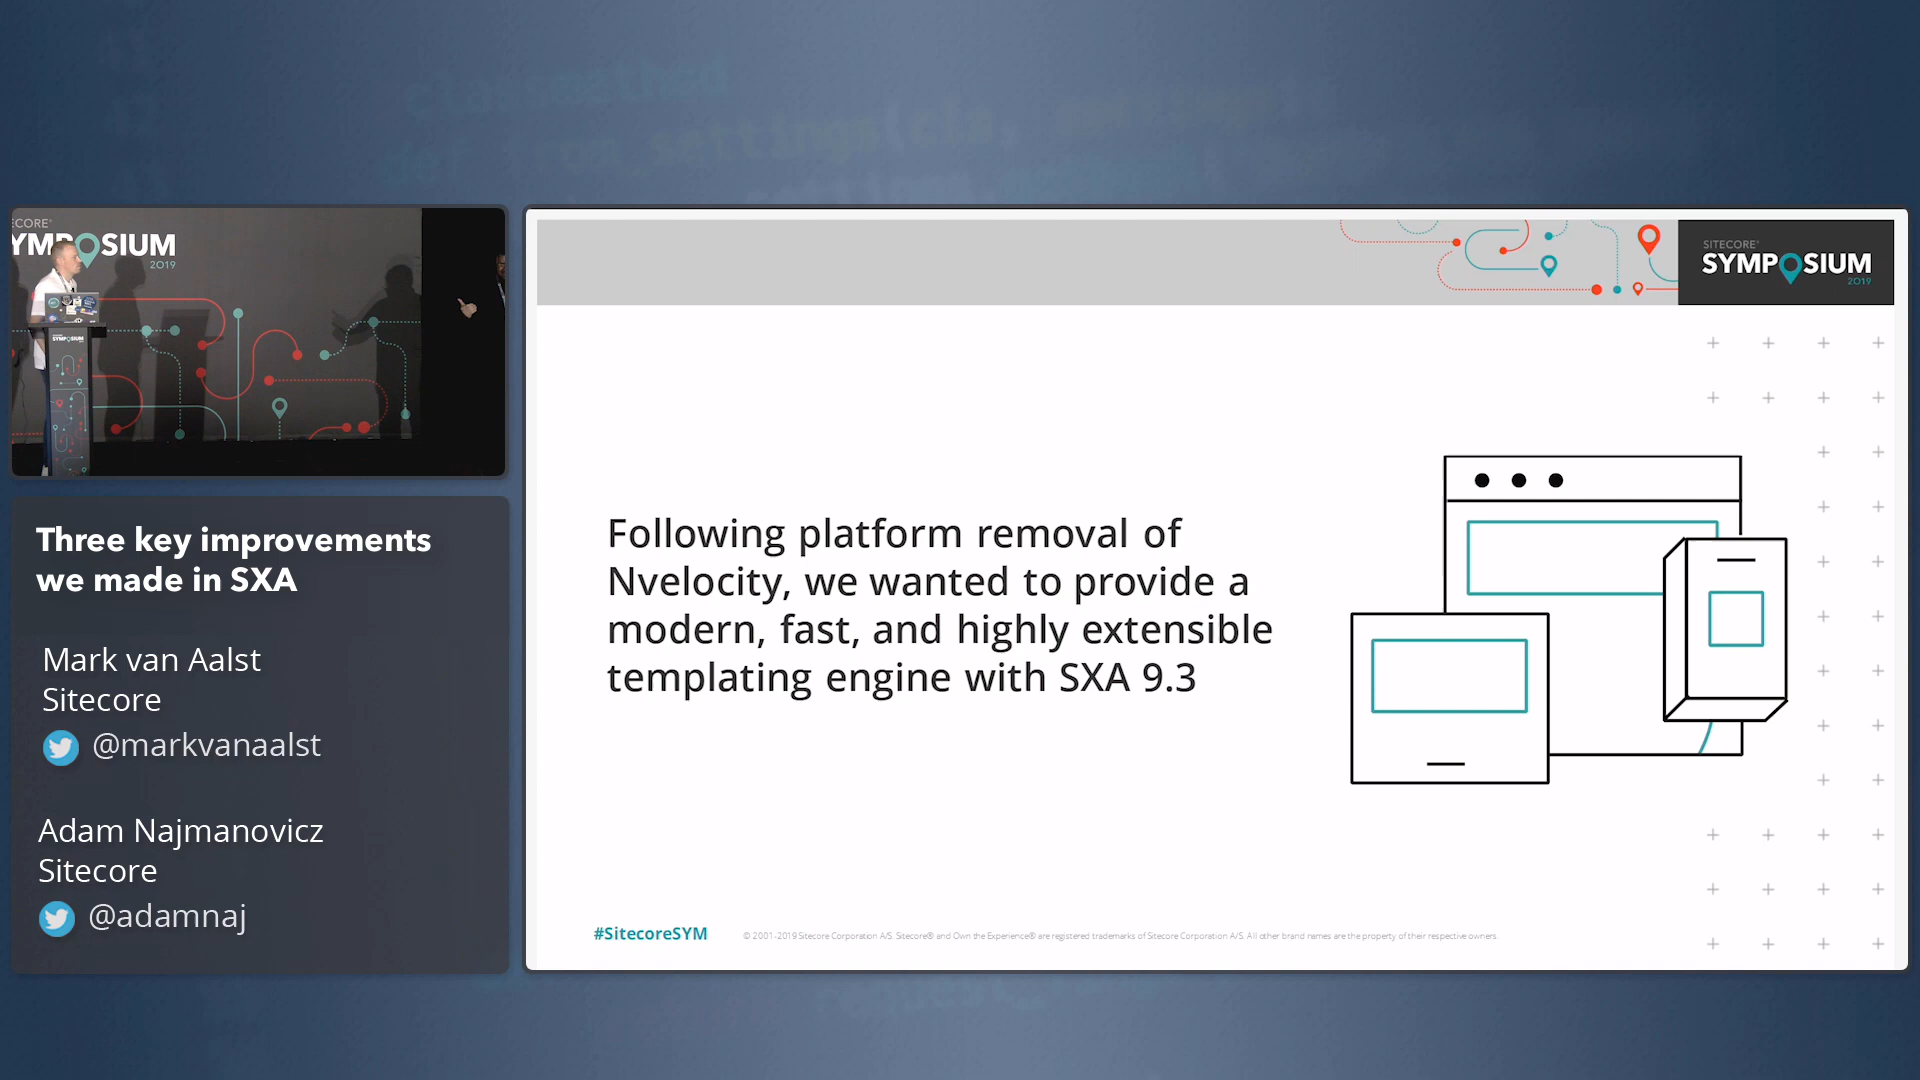 SYMPOSIUM
2019
SYMPOSIUM
Three key improvements
we made in SXA
Mark van Aalst
Sitecore
@markvanaalst
Adam Najmanovicz
Sitecore
@adamnaj
SITECORE®
SYMPOSIUM
2019
Following platform removal of
Nvelocity, we wanted to provide a
modern, fast, and highly extensible
templating engine with SXA 9.3
#SitecoreSYM
© 2001-2019 Sitecore Corporation A/S. Sitecore® and Own the Experience® are registered trademarks of Sitecore Corporation A/S. All other brand names are the property of their respective owners.